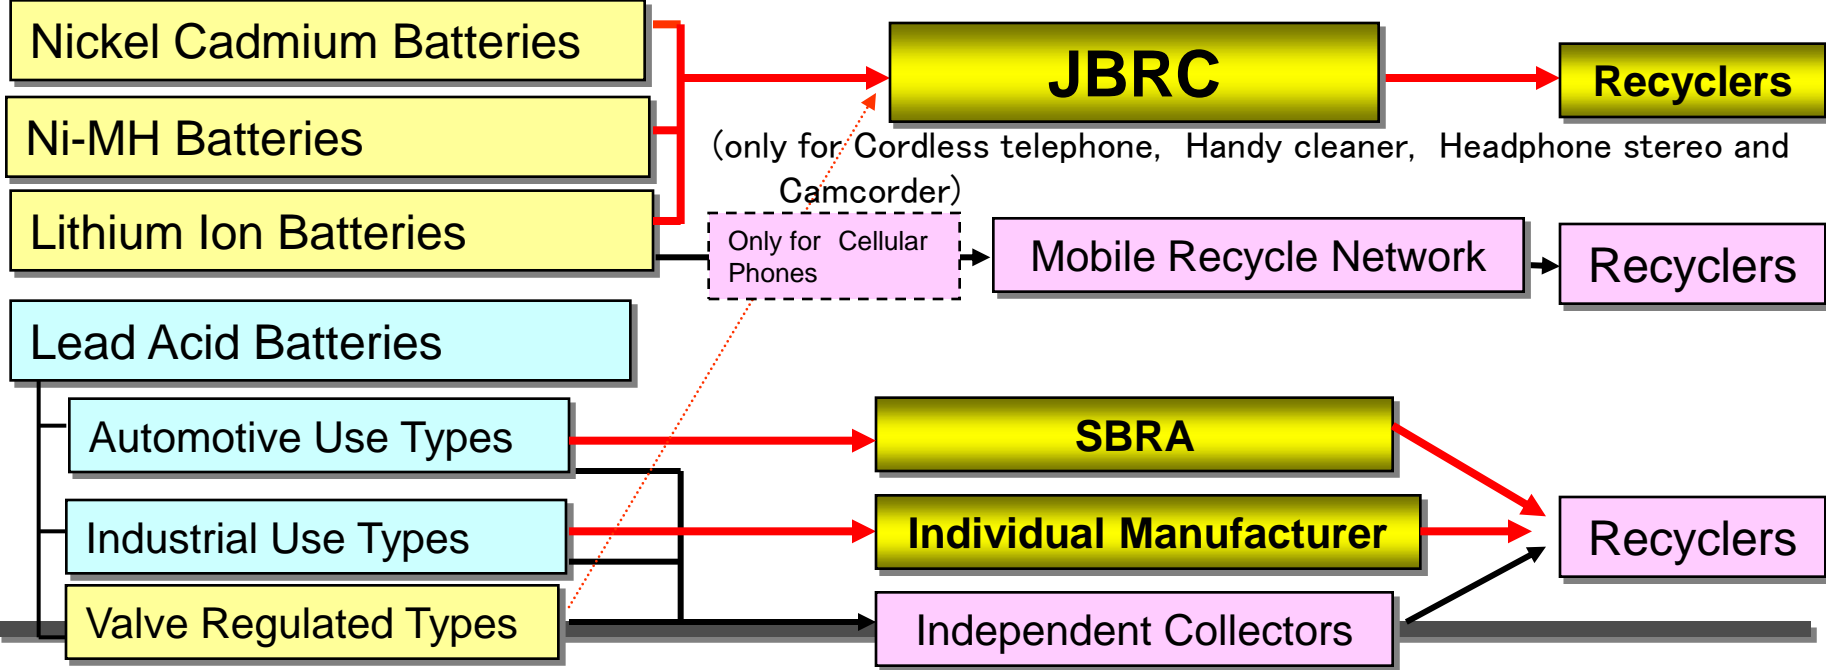 Nickel Cadmium Batteries
JBRC
Recyclers
Ni-MH Batteries
(only for Cordless telephone, Handy cleaner, Headphone stereo and
Camcorder)
Lithium Ion Batteries
Only for Cellular
Phones
Mobile Recycle Network
Recyclers
Lead Acid Batteries
Automotive Use Types
SBRA
Industrial Use Types
Individual Manufacturer
Recyclers
Valve Regulated Types
Independent Collectors